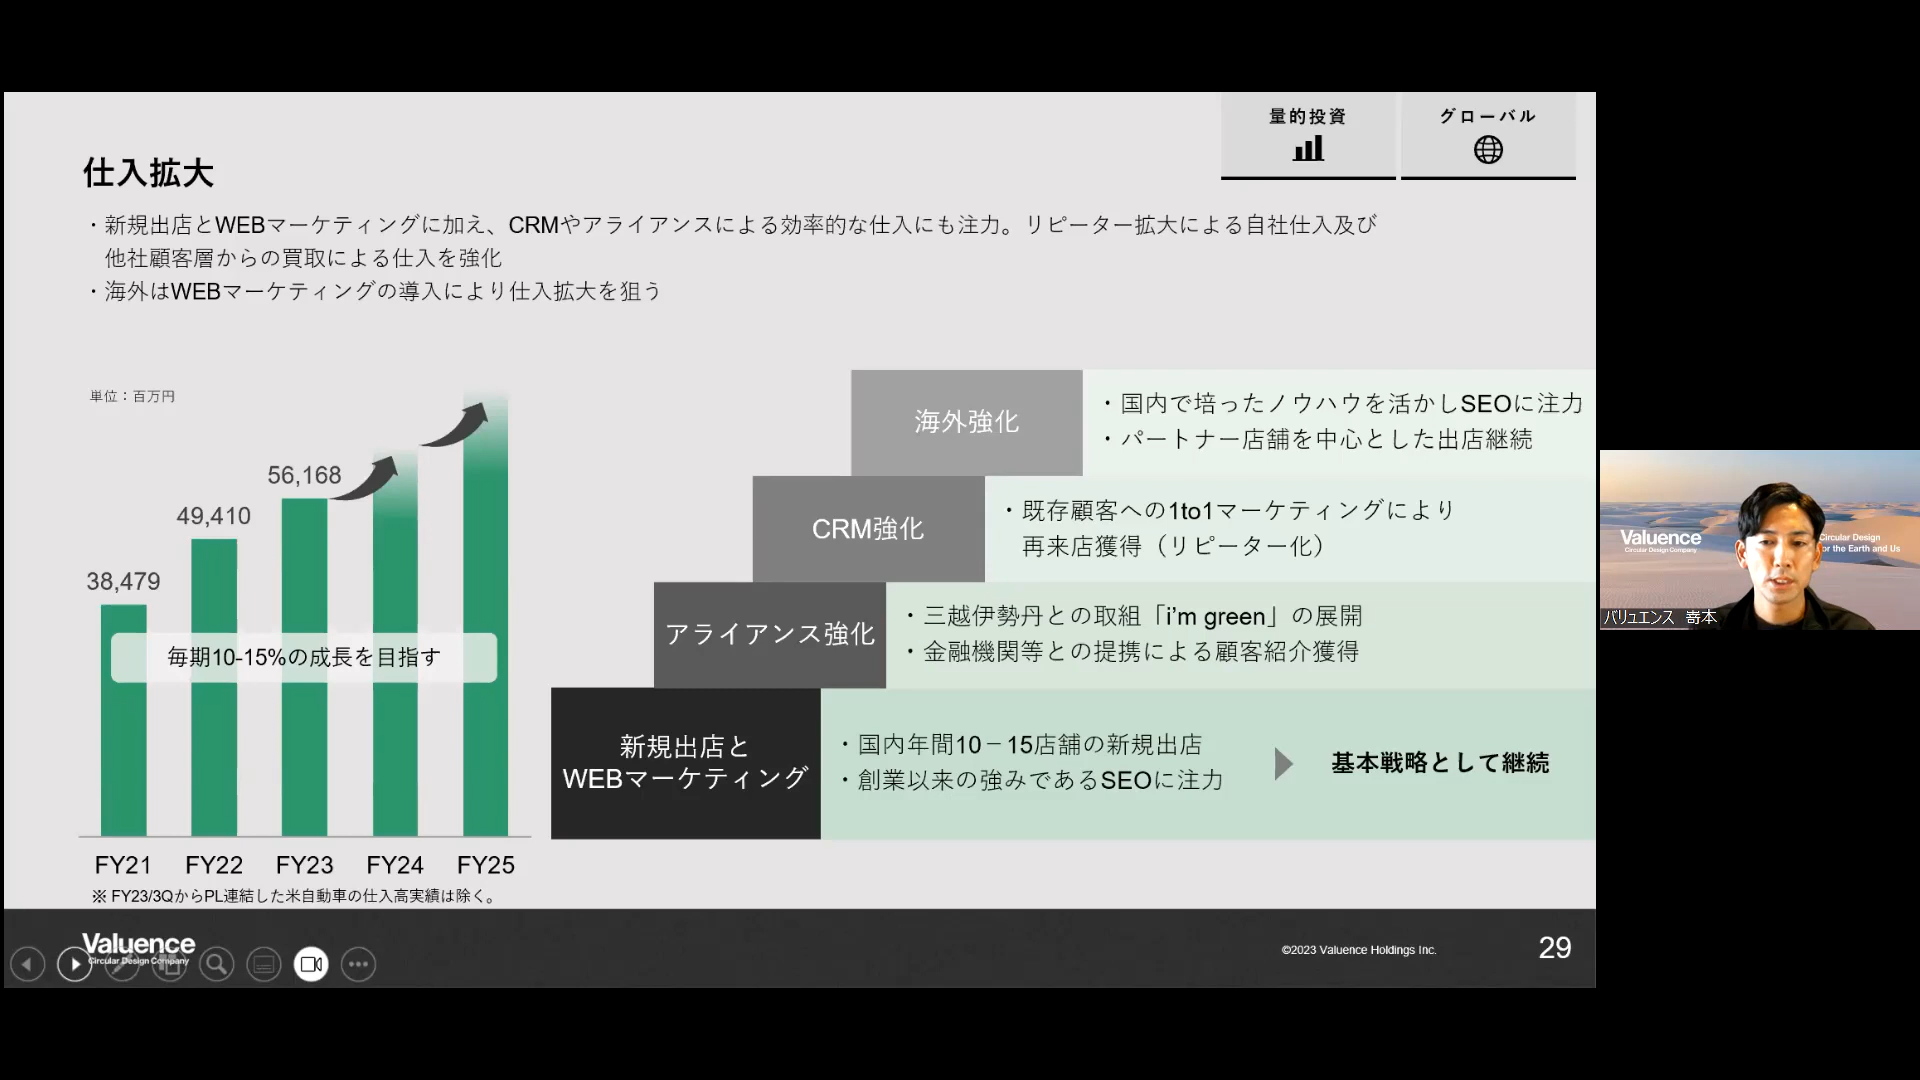 量的投資
グローバル
仕入拡大
・新規出店とWEBマーケティングに加え、CRMやアライアンスによる効率的な仕入にも注力。リピーター拡大による自社仕入及び
他社顧客層からの買取による仕入を強化
・海外はWEBマーケティングの導入により仕入拡大を狙う
単位：百万円
38,479
49,410
56,168
毎期10-15%の成長を目指す
FY21
FY22
FY23
FY24
FY25
※ FY23/3QからPL連結した米自動車の仕入高実績は除く。
海外強化
・国内で培ったノウハウを活かしSEOに注力
・パートナー店舗を中心とした出店継続
CRM強化
・既存顧客への1to1マーケティングにより
再来店獲得（リピーター化）
アライアンス強化
・三越伊勢丹との取組「i’m green」の展開
・金融機関等との提携による顧客紹介獲得
新規出店と
WEBマーケティング
・国内年間10－15店舗の新規出店
・創業以来の強みであるSEOに注力
基本戦略として継続
Valuence
Circular Design Company
©2023 Valuence Holdings Inc.
29
Valuence
Circular Design Company
Circular Design
or the Earth and Us
バリュエンス 嵜本